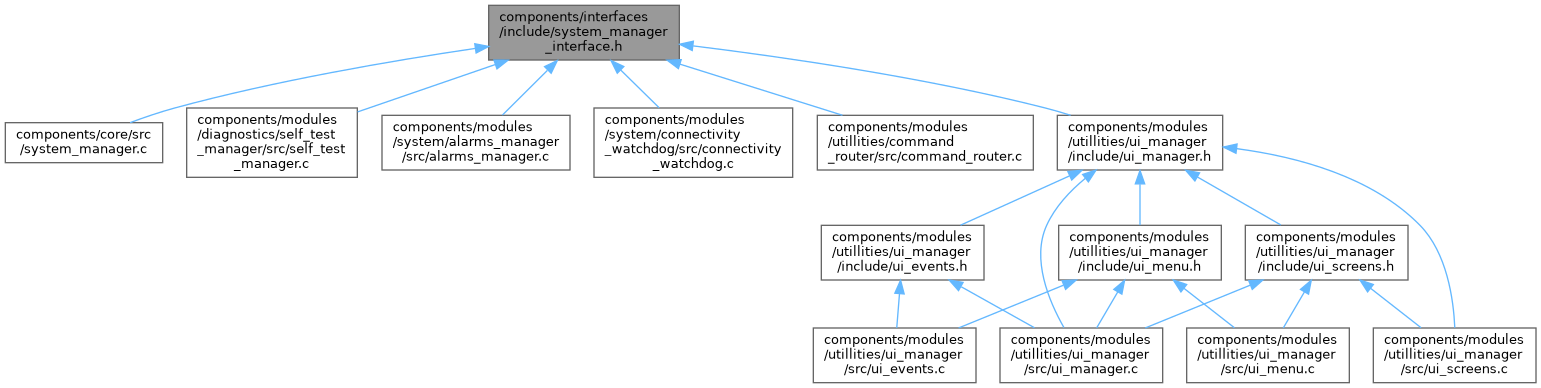 components/interfaces
/include/system_manager
_interface.h
components/core/src
/system_manager.c
components/modules
/diagnostics/self_test
_manager/src/self_test
_manager.c
components/modules
/system/alarms_manager
/src/alarms_manager.c
components/modules
/system/connectivity
_watchdog/src/connectivity
_watchdog.c
components/modules
/utillities/command
_router/src/command_router.c
components/modules
/utillities/ui_manager
/include/ui_manager.h
components/modules
/utillities/ui_manager
/include/ui_events.h
components/modules
/utillities/ui_manager
/include/ui_menu.h
components/modules
/utillities/ui_manager
/include/ui_screens.h
components/modules
/utillities/ui_manager
/src/ui_events.c
components/modules
/utillities/ui_manager
/src/ui_manager.c
components/modules
/utillities/ui_manager
/src/ui_menu.c
components/modules
/utillities/ui_manager
/src/ui_screens.c